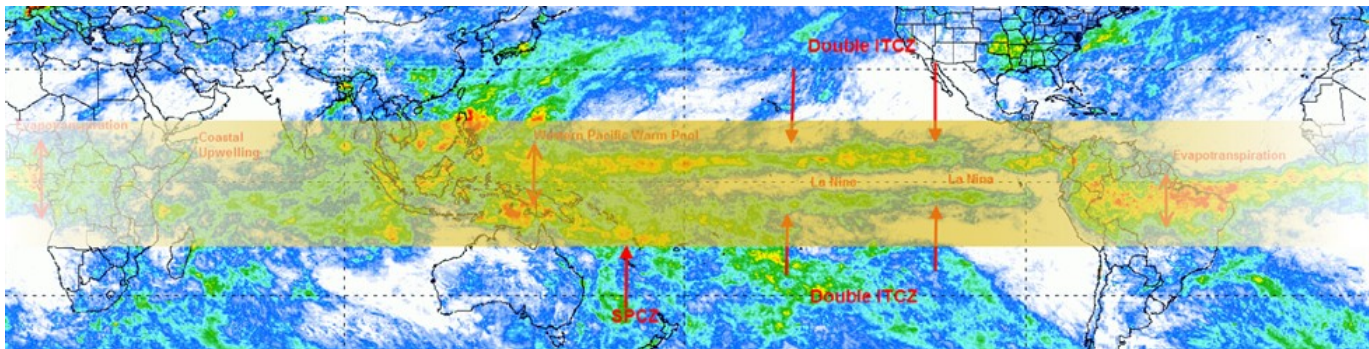 Double ITCZ
Evapotranspiration
Coastal
Upwelling
Western Pacific Warm Pool
Evapotranspiration
La Nina
La Nina
Double ITCZ
SPCZ